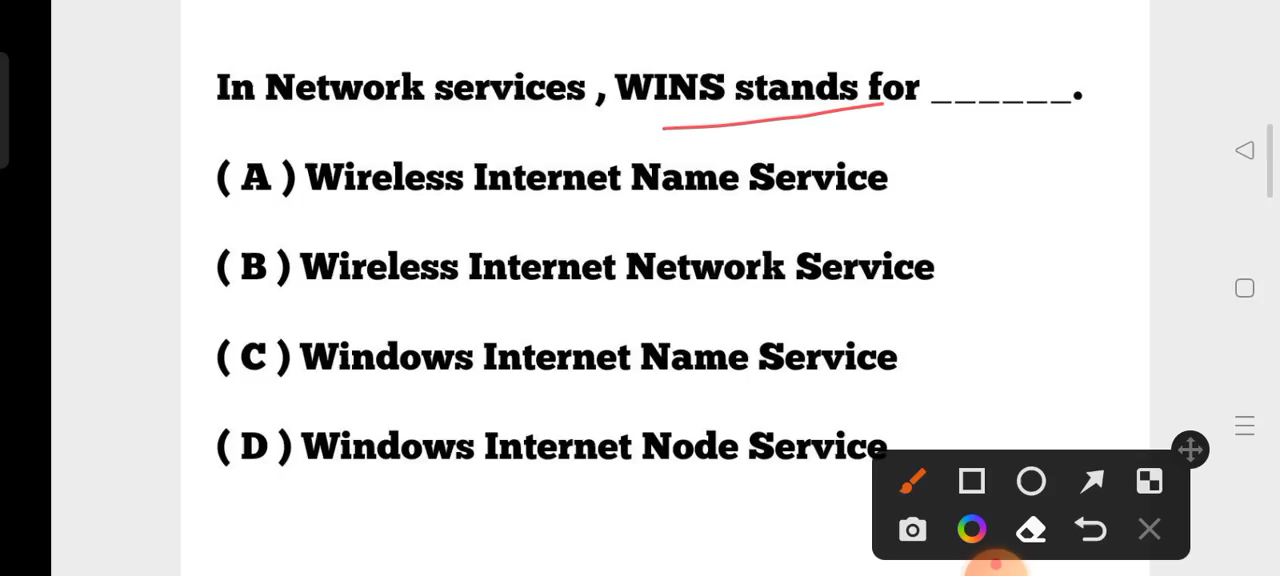 In Network services , WINS stands for ______.
( A ) Wireless Internet Name Service
( B ) Wireless Internet Network Service
( C ) Windows Internet Name Service
( D ) Windows Internet Node Service